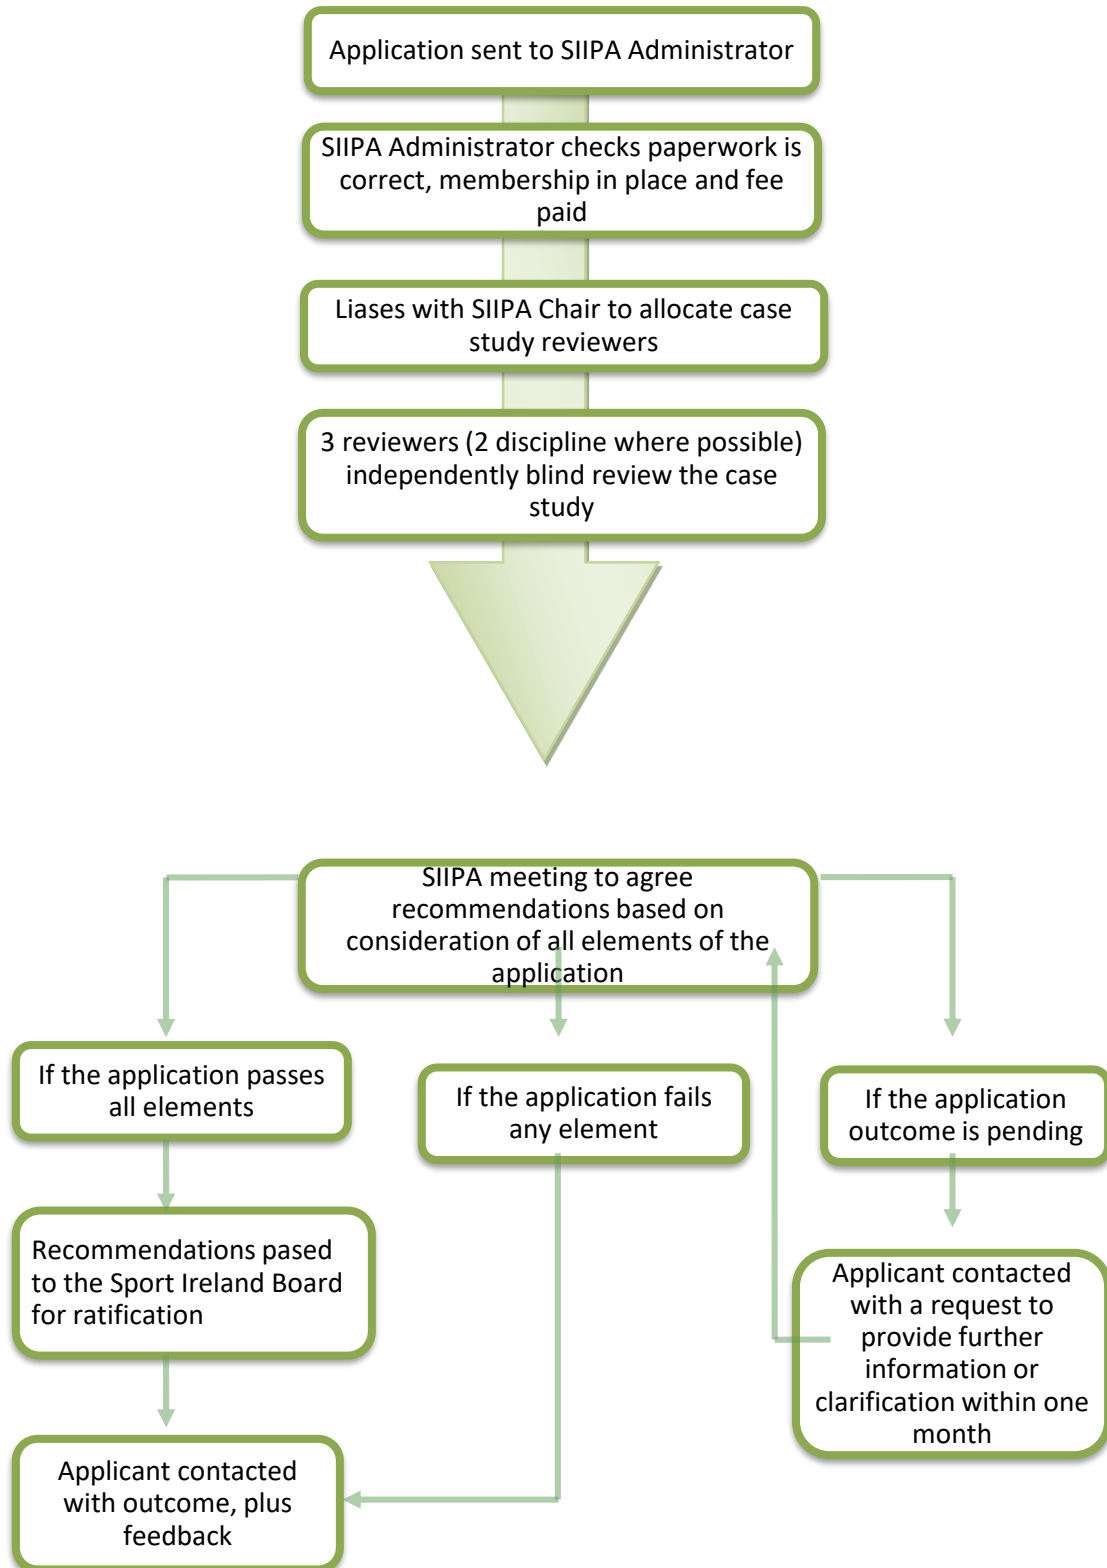 Application sent to SIIPA Administrator
SIIPA Administrator checks paperwork is
correct, membership in place and fee
paid
Liases with SIIPA Chair to allocate case
study reviewers
3 reviewers (2 discipline where possible)
independently blind review the case
study
SIIPA meeting to agree
recommendations based on
consideration of all elements of the
application
If the application passes
all elements
If the application fails
any element
If the application
outcome is pending
Recommendations pased
to the Sport Ireland Board
for ratification
Applicant contacted
with a request to
provide further
information or
clarification within one
month
Applicant contacted
with outcome, plus
feedback